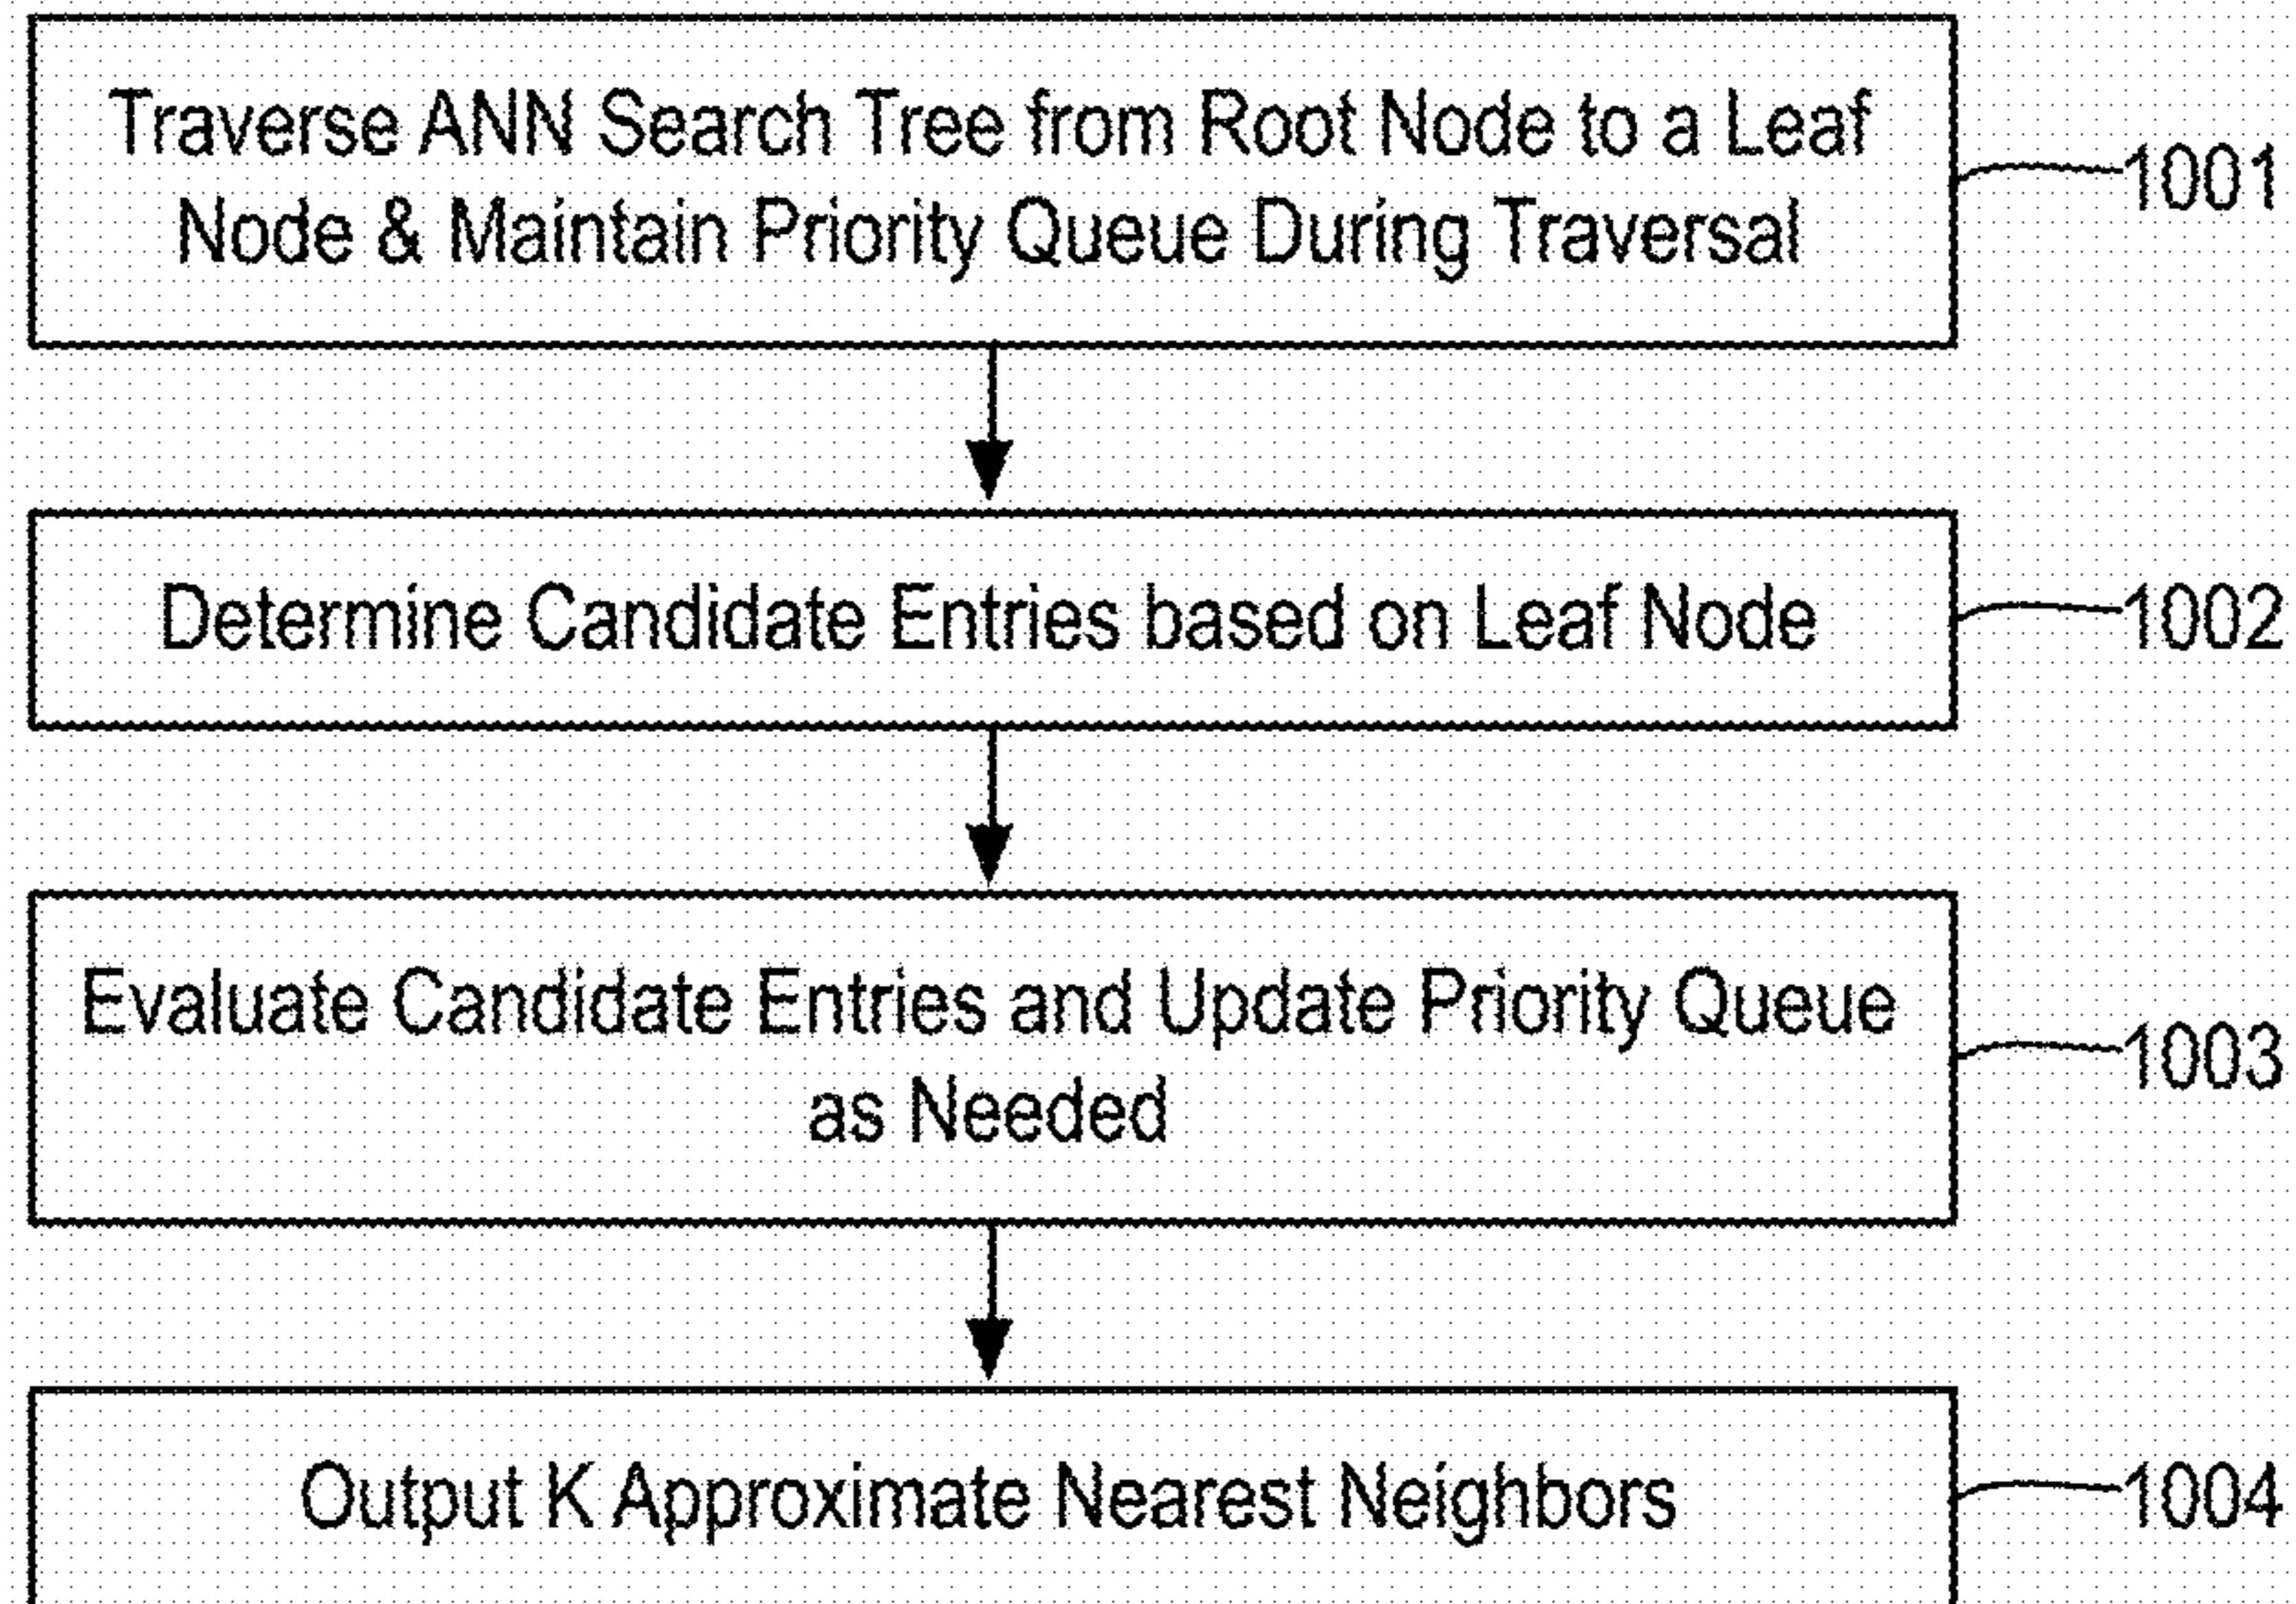 Traverse ANN Search Tree from Root Node to a Leaf
Node & Maintain Priority Queue During Traversal
1001
Determine Candidate Entries based on Leaf Node
1002
Evaluate Candidate Entries and Update Priority Queue
as Needed
1003
Output K Approximate Nearest Neighbors
1004